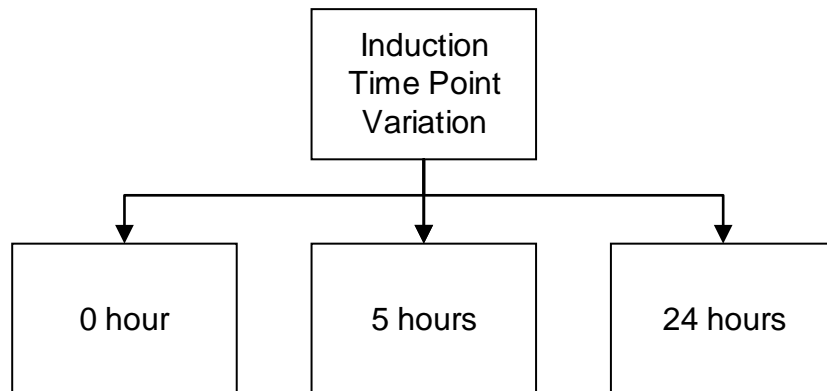 Induction
Time Point
Variation
0 hour
5 hours
24 hours